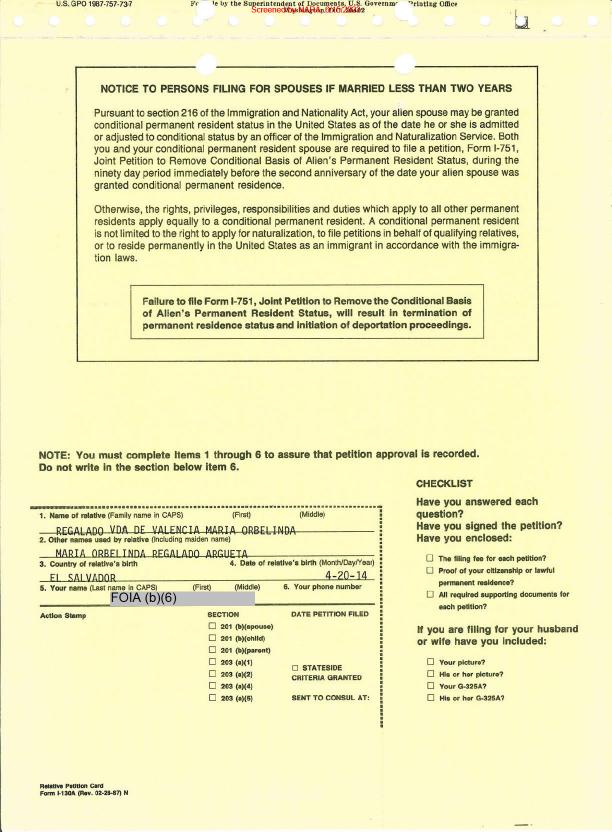 U.S. GPO 1987-757-737
le by the Superintendent of Documents, U.S. Government Printing Office
Screened
NOTICE TO PERSONS FILING FOR SPOUSES IF MARRIED LESS THAN TWO YEARS
Pursuant to section 216 of the Immigration and Nationality Act, your alien spouse may be granted
conditional permanent resident status in the United States as of the date he or she is admitted
or adjusted to conditional status by an officer of the Immigration and Naturalization Service. Both
you and your conditional permanent resident spouse are required to file a petition, Form I-751,
Joint Petition to Remove Conditional Basis of Alien's Permanent Resident Status, during the
ninety day period immediately before the second anniversary of the date your alien spouse was
granted conditional permanent residence.
Otherwise, the rights, privileges, responsibilities and duties which apply to all other permanent
residents apply equally to a conditional permanent resident. A conditional permanent resident
is not limited to the right to apply for naturalization, to file petitions in behalf of qualifying relatives,
or to reside permanently in the United States as an immigrant in accordance with the immigra-
tion laws.
Failure to file Form I-751, Joint Petition to Remove the Conditional Basis
of Alien's Permanent Resident Status, will result in termination of
permanent residence status and initiation of deportation proceedings.
NOTE: You must complete Items 1 through 6 to assure that petition approval is recorded.
Do not write in the section below item 6.
1. Name of relative (Family name in CAPS) (First) (Middle)
REGALADO VDA DE VALENCIA MARIA ORBELINDA
2. Other names used by relative (Including maiden name)
MARIA ORBELINDA REGALADO ARGUETA
3. Country of relative's birth 4. Date of relative's birth (Month/Day/Year)
EL SALVADOR 4-20-14
5. Your name (Last name in CAPS) (First) (Middle) 6. Your phone number
FOIA (b)(6)
Action Stamp SECTION DATE PETITION FILED
☐ 201 (b)(spouse)
☐ 201 (b)(child)
☐ 201 (b)(parent)
☐ 203 (a)(1)
☐ STATESIDE
☐ 203 (a)(2)
CRITERIA GRANTED
☐ 203 (a)(4)
☐ 203 (a)(5) SENT TO CONSUL AT:
CHECKLIST
Have you answered each
question?
Have you signed the petition?
Have you enclosed:
☐ The filing fee for each petition?
☐ Proof of your citizenship or lawful
permanent residence?
☐ All required supporting documents for
each petition?
If you are filing for your husband
or wife have you included:
☐ Your picture?
☐ His or her picture?
☐ Your G-325A?
☐ His or her G-325A?
Relative Petition Card
Form I-130A (Rev. 02-28-87) N